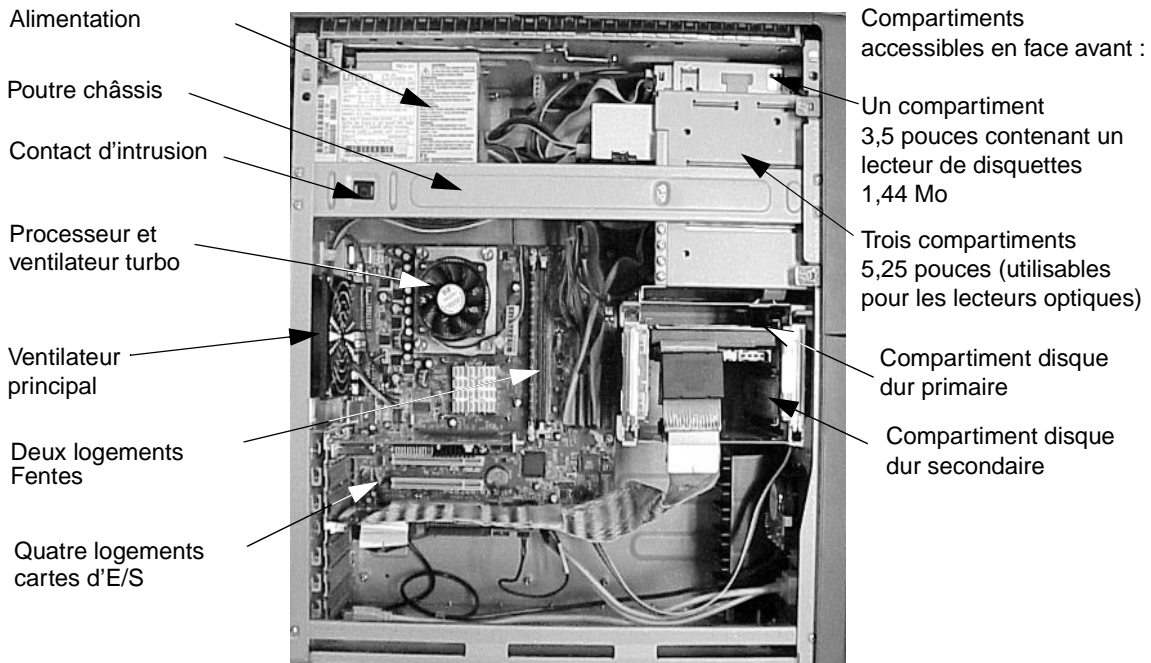 Alimentation
Poutre châssis
Contact d'intrusion
Processeur et
ventilateur turbo
Ventilateur
principal
Deux logements
Fentes
Quatre logements
cartes d'E/S
Compartiments
accessibles en face avant :
Un compartiment
3,5 pouces contenant un
lecteur de disquettes
1,44 Mo
Trois compartiments
5,25 pouces (utilisables
pour les lecteurs optiques)
Compartiment disque
dur primaire
Compartiment disque
dur secondaire